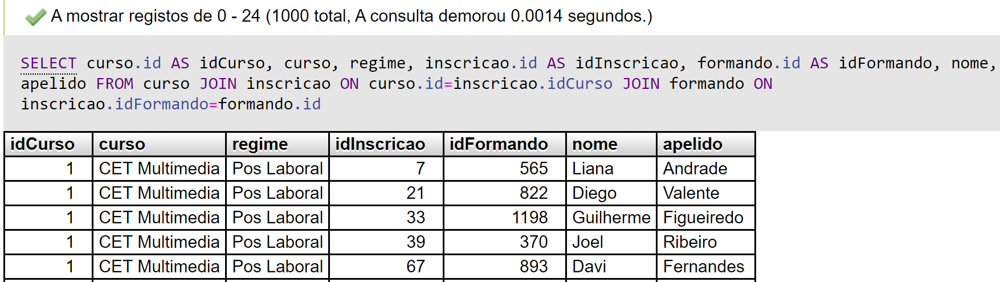 A mostrar registos de 0 - 24 (1000 total, A consulta demorou 0.0014 segundos.)
SELECT curso.id AS idCurso, curso, regime, inscricao.id AS idInscricao, formando.id AS idFormando, nome,
apelido FROM curso JOIN inscricao ON curso.id=inscricao.idCurso JOIN formando ON
inscricao.idFormando=formando.id
idCurso curso regime idInscricao idFormando nome apelido
1 CET Multimedia Pos Laboral 7 565 Liana Andrade
1 CET Multimedia Pos Laboral 21 822 Diego Valente
1 CET Multimedia Pos Laboral 33 1198 Guilherme Figueiredo
1 CET Multimedia Pos Laboral 39 370 Joel Ribeiro
1 CET Multimedia Pos Laboral 67 893 Davi Fernandes